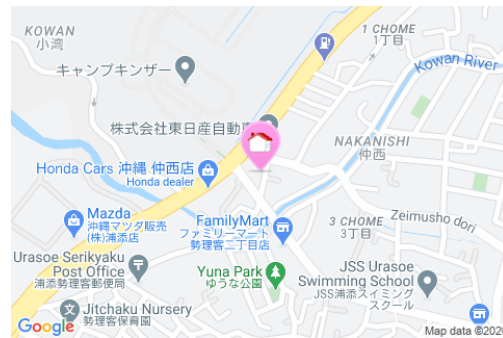 KOWAN
小湾
1 CHOME
1丁目
Kowan River
キャンプキンザー
株式会社東日産自動車
NAKANISHI
仲西
Honda Cars 沖縄 仲西店
Honda dealer
Mazda
沖縄マツダ販売
(株)浦添店
FamilyMart
ファミリーマート
勢理客二丁目店
3 CHOME
3丁目
Zeimusho dori
Urasoe Serikyaku
Post Office
浦添勢理客郵便局
Yuna Park
ゆうな公園
JSS Urasoe
Swimming School
JSS浦添スイミング
スクール
Jitchaku Nursery
勢理客保育園
Google
Map data ©202